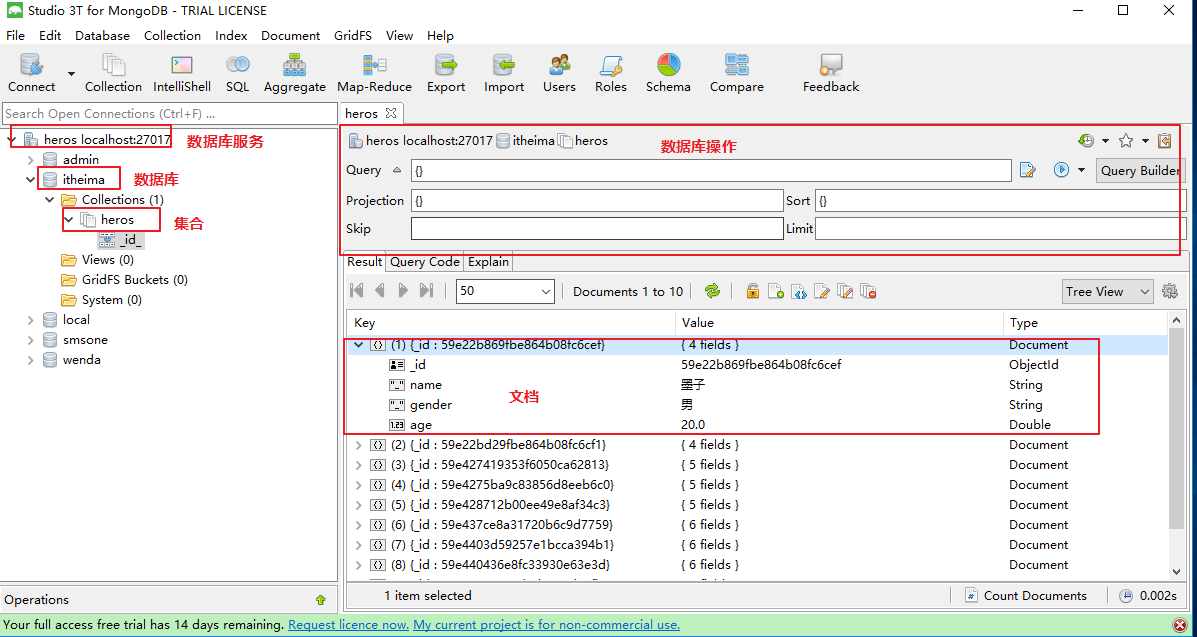 Studio 3T for MongoDB - TRIAL LICENSE
File Edit Database Collection Index Document GridFS View Help
Connect Collection IntelliShell SQL Aggregate Map-Reduce Export Import Users Roles Schema Compare Feedback
Search Open Connections (Ctrl+F) ...
heros localhost:27017 数据库服务
admin
itheima 数据库
Collections (1)
heros 集合
_id_
Views (0)
GridFS Buckets (0)
System (0)
local
smsone
wenda
Operations
heros
heros localhost:27017 itheima heros 数据库操作
Query {} Query Builder
Projection {} Sort {}
Skip Limit
Result Query Code Explain
50 Documents 1 to 10 Tree View
Key Value Type
(1) {_id : 59e22b869fbe864b08fc6cef} { 4 fields } Document
_id 59e22b869fbe864b08fc6cef ObjectId
name 墨子 String
文档
gender 男 String
age 20.0 Double
(2) {_id : 59e22bd29fbe864b08fc6cf1} { 4 fields } Document
(3) {_id : 59e427419353f6050ca62813} { 5 fields } Document
(4) {_id : 59e4275ba9c83856d8eeb6c0} { 5 fields } Document
(5) {_id : 59e428712b00ee49e8af34c3} { 5 fields } Document
(6) {_id : 59e437ce8a31720b6c9d7759} { 6 fields } Document
(7) {_id : 59e4403d59257e1bcca394b1} { 6 fields } Document
(8) {_id : 59e440436e8fc33930e63e3d} { 6 fields } Document
1 item selected Count Documents 0.002s
Your full access free trial has 14 days remaining. Request licence now. My current project is for non-commercial use.